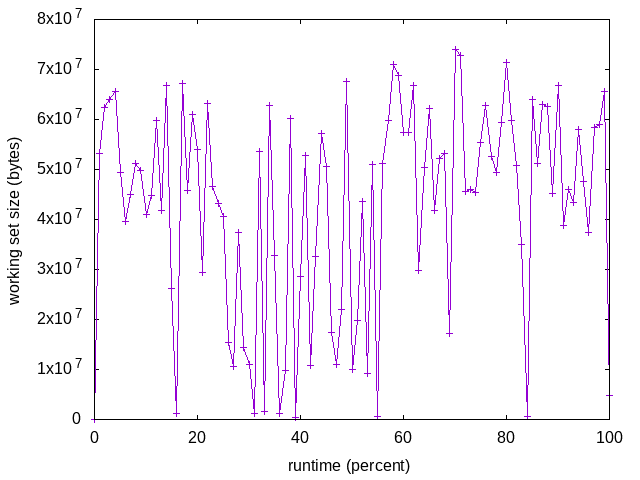 8x10^7
7x10^7
6x10^7
5x10^7
4x10^7
3x10^7
2x10^7
1x10^7
0
working set size (bytes)
0 20 40 60 80 100
runtime (percent)